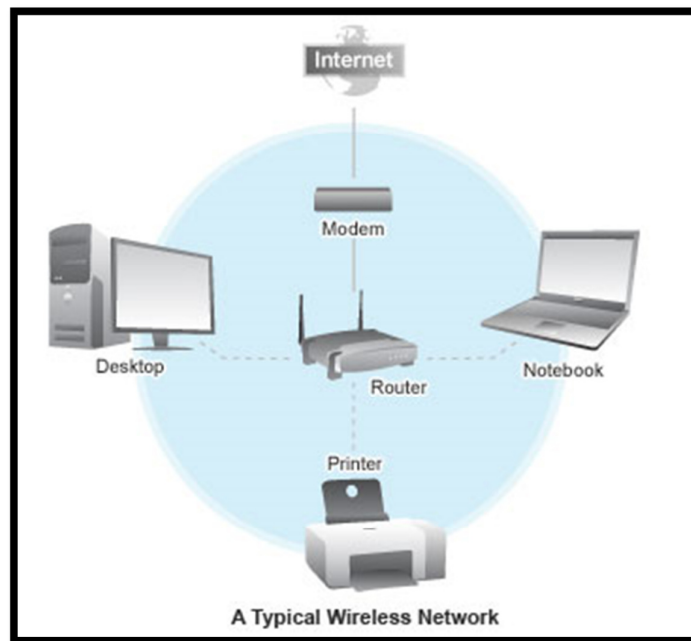 Internet
Modem
Desktop
Router
Notebook
Printer
A Typical Wireless Network